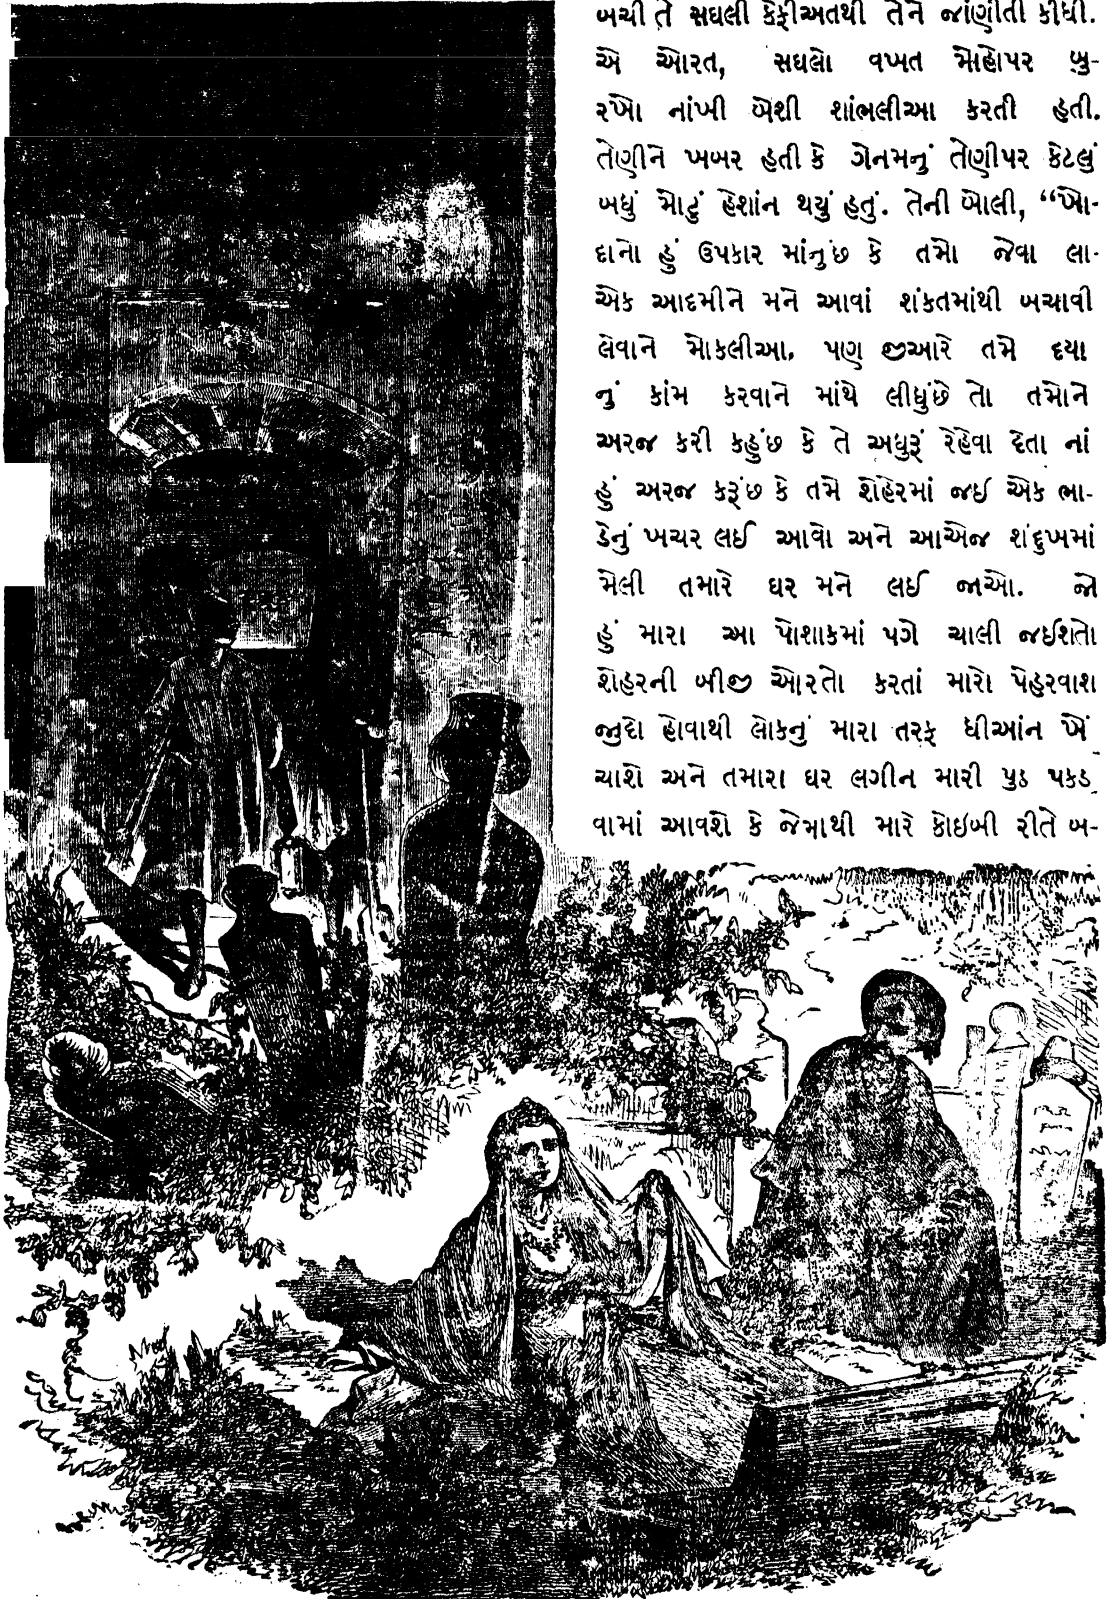 બચી તે સઘલી કેફીઅતથી તેને જાંણીતી કીધી.
એ ઓરત, સઘલો વખત મોહોપર બુ-
રખો નાંખી બેશી શાંભલીઆ કરતી હતી.
તેણીને ખબર હતી કે ગેનમનું તેણીપર કેટલું
બધું મોટું હેશાંન થયું હતું. તેની બોલી, “ખો-
દાનો હું ઉપકાર માંનુંછ કે તમો જેવા લા-
એક આદમીને મને આવાં શંકતમાંથી બચાવી
લેવાને મોકલીઆ. પણ જીઆરે તમે દયા
નું કાંમ કરવાને માંથે લીધુંછે તો તમોને
અરજ કરી કહુંછ કે તે અધુરૂં રેહેવા દેતા નાં
હું અરજ કરૂંછ કે તમે શેહેરમાં જઈ એક ભા-
ડેનું ખચર લઈ આવો અને આએજ શંદુખમાં
મેલી તમારે ઘર મને લઈ જાઓ. જો
હું મારા આ પોશાકમાં પગે ચાલી જઈશતો
શેહરની બીજી ઓરતો કરતાં મારો પેહરવાશ
જુદો હોવાથી લોકનું મારા તરફ ધીઆંન ખેં
ચાશે અને તમારા ઘર લગીન મારી પુઠ પકડ
વામાં આવશે કે જેમાથી મારે કોઇબી રીતે બ-